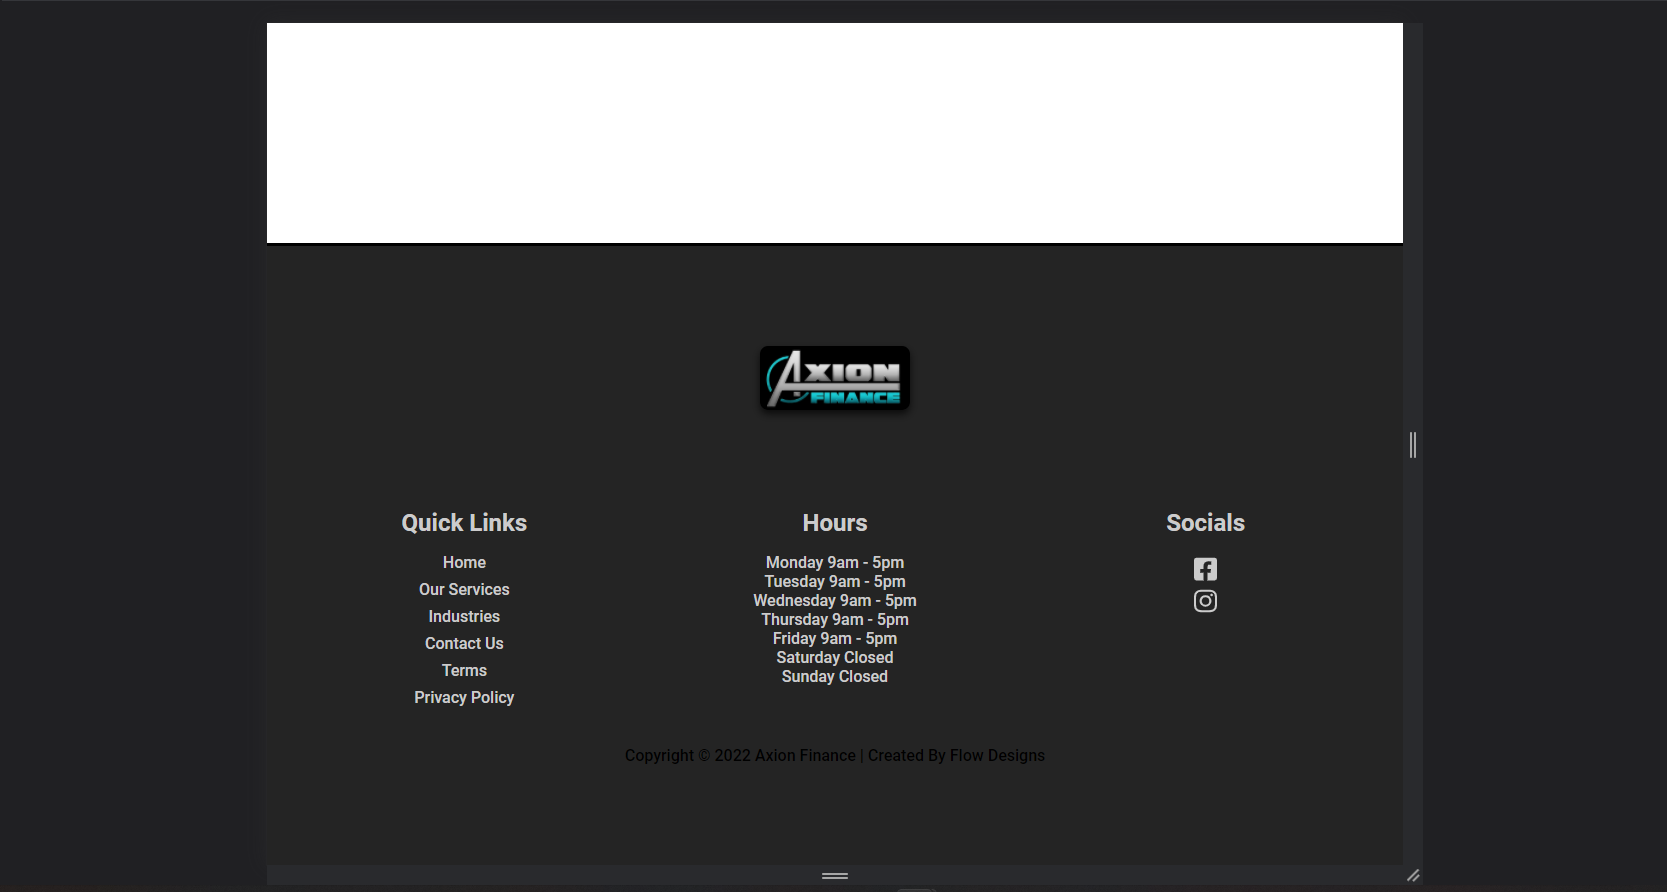 AXION
FINANCE
Quick Links
Home
Our Services
Industries
Contact Us
Terms
Privacy Policy
Hours
Monday 9am - 5pm
Tuesday 9am - 5pm
Wednesday 9am - 5pm
Thursday 9am - 5pm
Friday 9am - 5pm
Saturday Closed
Sunday Closed
Socials
Copyright © 2022 Axion Finance | Created By Flow Designs